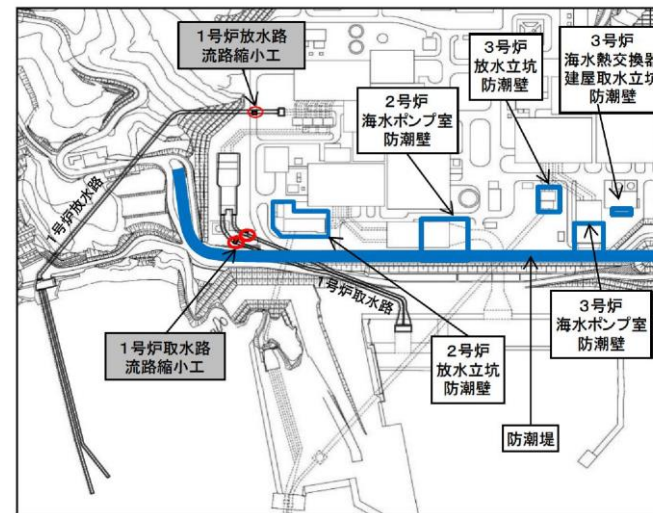 1号炉放水路
流路縮小工
3号炉
放水立坑
防潮壁
3号炉
海水熱交換器
建屋取水立坑
防潮壁
2号炉
海水ポンプ室
防潮壁
1号炉放水路
1号炉取水路
1号炉取水路
流路縮小工
2号炉
放水立坑
防潮壁
3号炉
海水ポンプ室
防潮壁
防潮堤